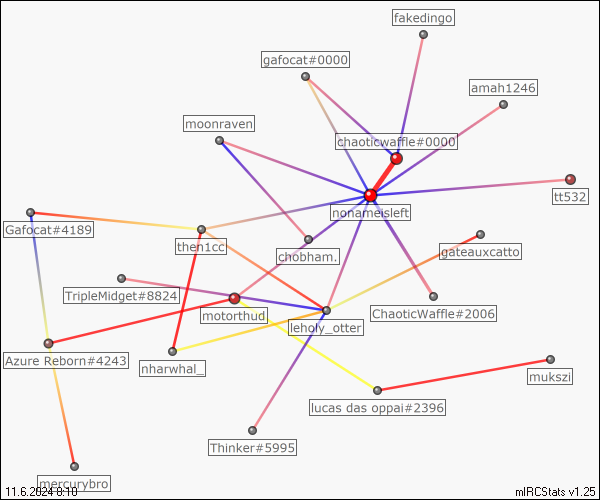 fakedingo
gafocat#0000
amah1246
moonraven
chaoticwaffle#0000
tt532
nonameisleft
Gafocat#4189
then1cc
chobham.
gateauxcatto
TripleMidget#8824
motorthud
ChaoticWaffle#2006
leholy_otter
Azure Reborn#4243
nharwhal_
mukszi
lucas das oppai#2396
Thinker#5995
mercurybro
11.6.2024 0:10
mIRCStats v1.25